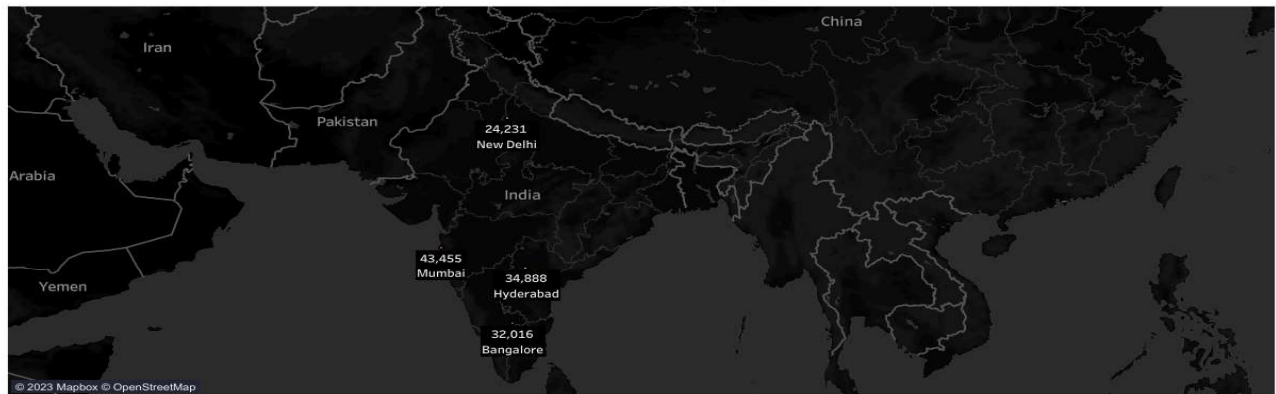 China
Iran
Pakistan
24,231
New Delhi
Arabia
India
43,455
Mumbai
34,888
Hyderabad
Yemen
32,016
Bangalore
© 2023 Mapbox © OpenStreetMap